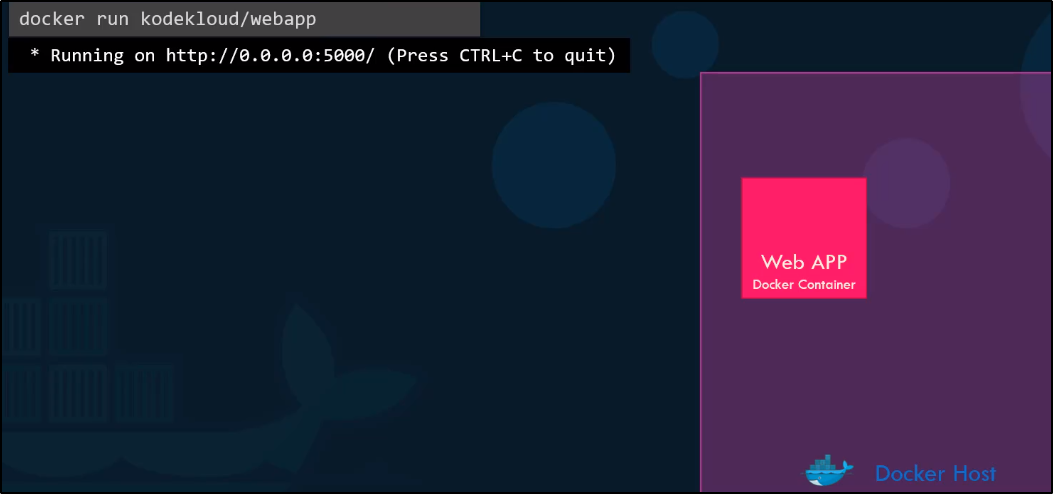 docker run kodekloud/webapp
* Running on http://0.0.0.0:5000/ (Press CTRL+C to quit)
Web APP
Docker Container
Docker Host